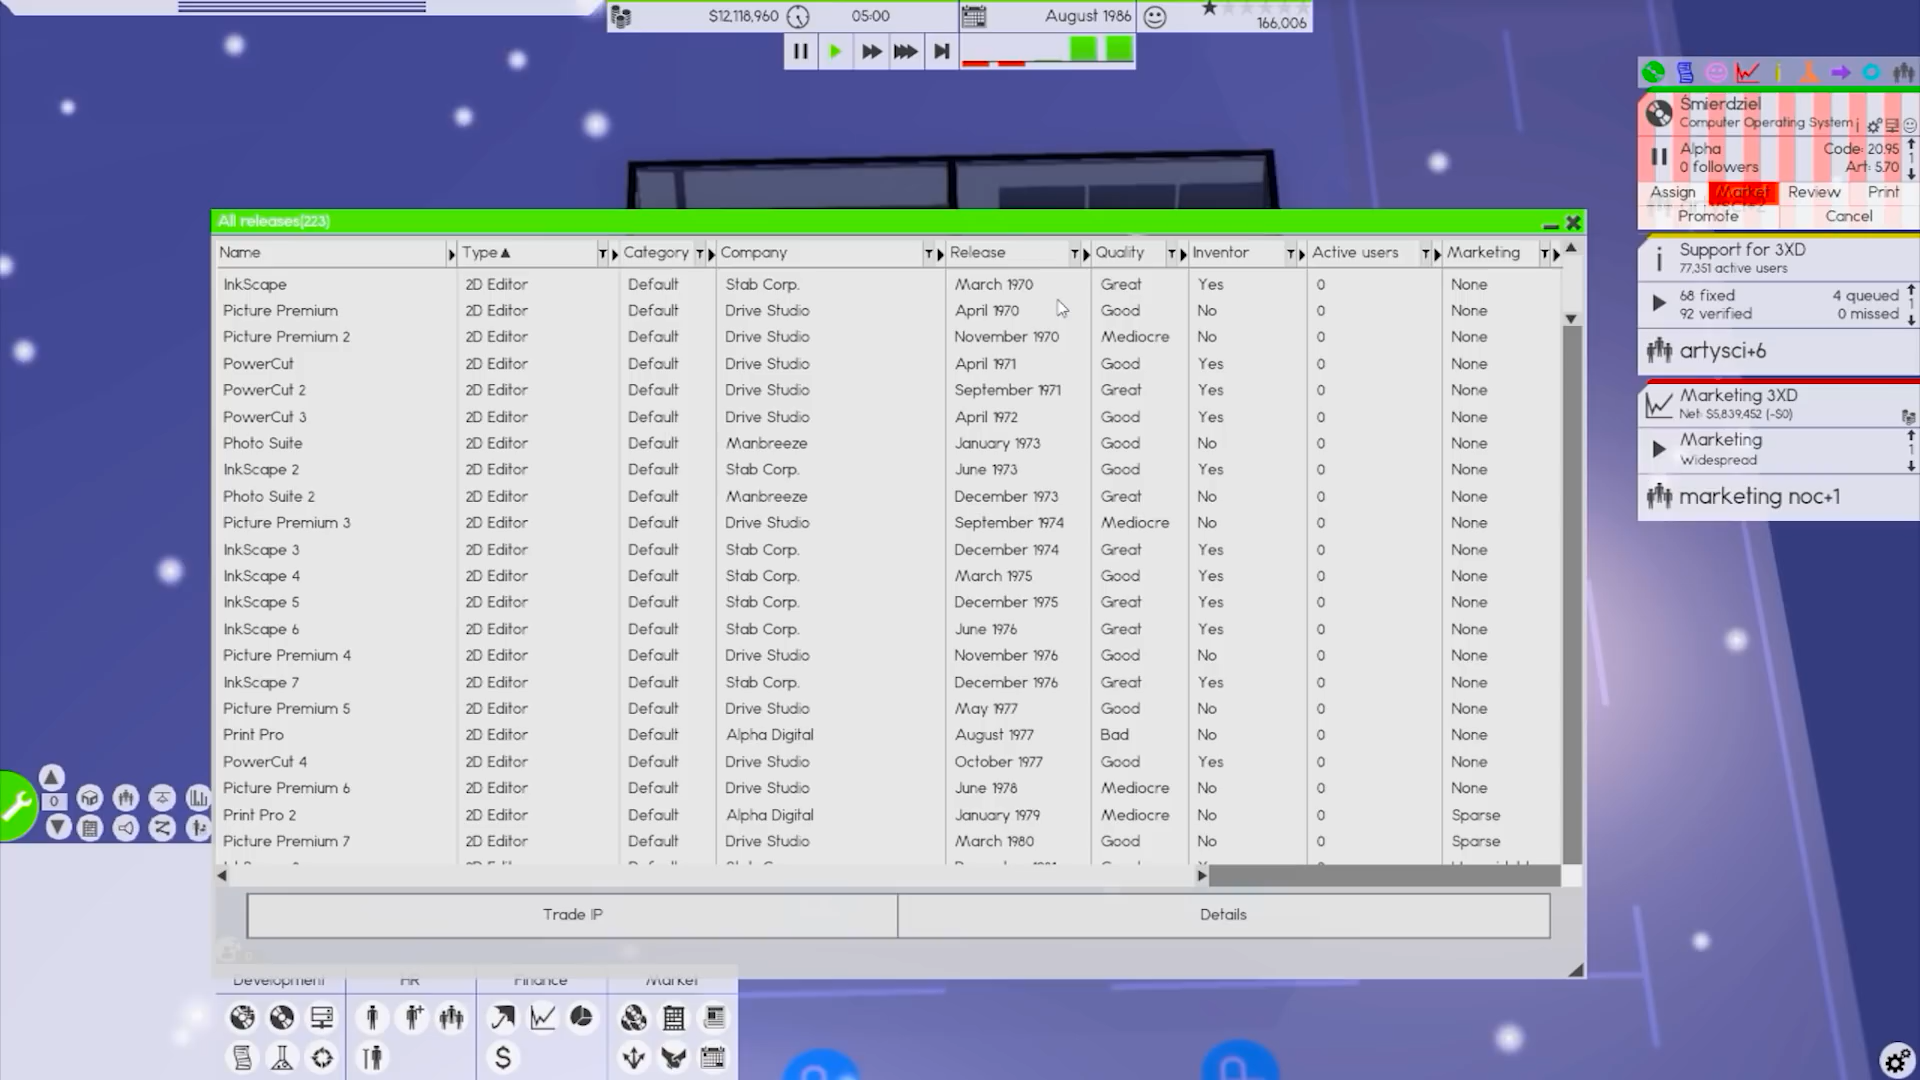 $12,118,960 05:00 August 1986 166,006
Śmierdziel
Computer Operating System
Alpha Code: 20.95
0 followers Art: 5.70
1
Assign Market Review Print
Promote Cancel
Support for 3XD
77,351 active users
68 fixed 4 queued
92 verified 0 missed
1
artysci+6
Marketing 3XD
Net: $5,839,452 (-$0)
Marketing
Widespread
1
marketing noc+1
All releases(223)
Name Type Category Company Release Quality Inventor Active users Marketing
InkScape 2D Editor Default Stab Corp. March 1970 Great Yes 0 None
Picture Premium 2D Editor Default Drive Studio April 1970 Good No 0 None
Picture Premium 2 2D Editor Default Drive Studio November 1970 Mediocre No 0 None
PowerCut 2D Editor Default Drive Studio April 1971 Good Yes 0 None
PowerCut 2 2D Editor Default Drive Studio September 1971 Great Yes 0 None
PowerCut 3 2D Editor Default Drive Studio April 1972 Good Yes 0 None
Photo Suite 2D Editor Default Manbreeze January 1973 Good No 0 None
InkScape 2 2D Editor Default Stab Corp. June 1973 Good Yes 0 None
Photo Suite 2 2D Editor Default Manbreeze December 1973 Great No 0 None
Picture Premium 3 2D Editor Default Drive Studio September 1974 Mediocre No 0 None
InkScape 3 2D Editor Default Stab Corp. December 1974 Great Yes 0 None
InkScape 4 2D Editor Default Stab Corp. March 1975 Good Yes 0 None
InkScape 5 2D Editor Default Stab Corp. December 1975 Great Yes 0 None
InkScape 6 2D Editor Default Stab Corp. June 1976 Great Yes 0 None
Picture Premium 4 2D Editor Default Drive Studio November 1976 Good No 0 None
InkScape 7 2D Editor Default Stab Corp. December 1976 Great Yes 0 None
Picture Premium 5 2D Editor Default Drive Studio May 1977 Good No 0 None
Print Pro 2D Editor Default Alpha Digital August 1977 Bad No 0 None
PowerCut 4 2D Editor Default Drive Studio October 1977 Good Yes 0 None
Picture Premium 6 2D Editor Default Drive Studio June 1978 Mediocre No 0 None
Print Pro 2 2D Editor Default Alpha Digital January 1979 Mediocre No 0 Sparse
Picture Premium 7 2D Editor Default Drive Studio March 1980 Good No 0 Sparse
Trade IP Details
0
Development HR Finance Market